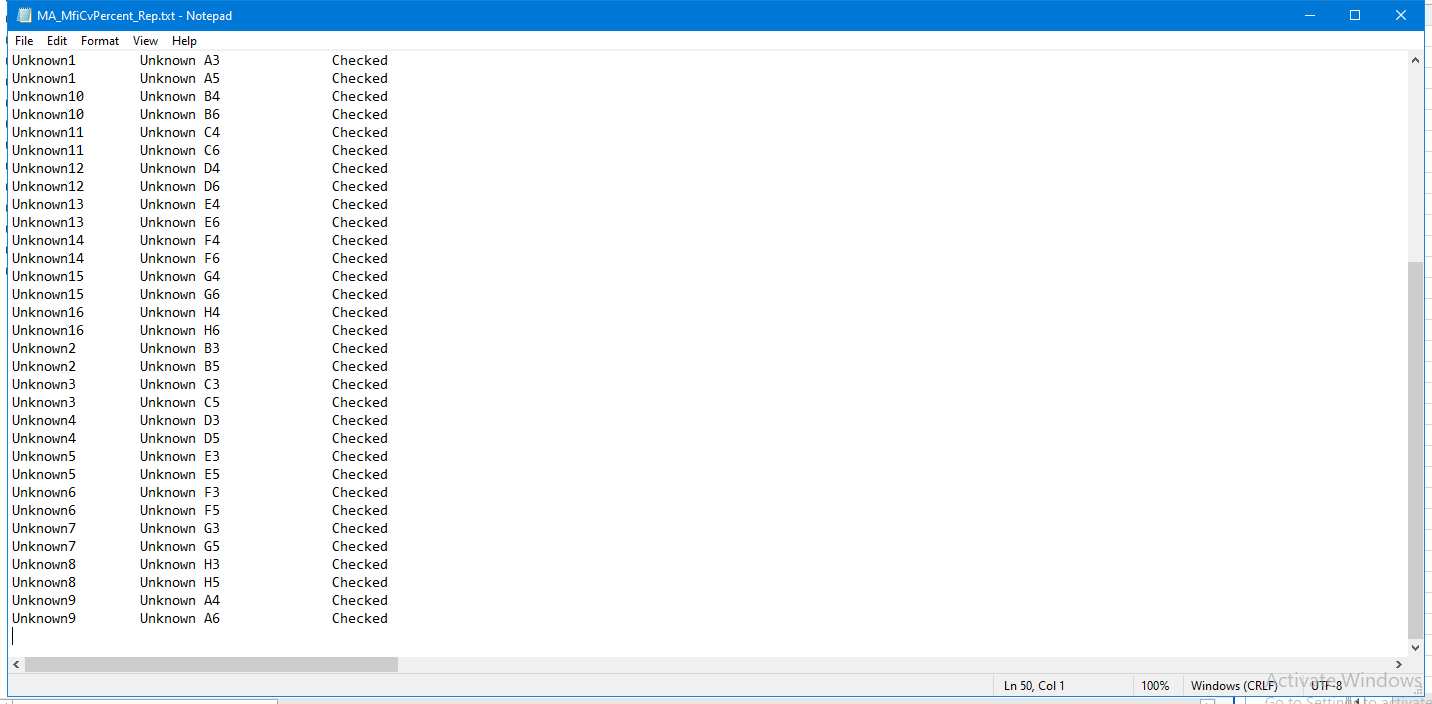 MA_MfiCvPercent_Rep.txt - Notepad
File Edit Format View Help
Unknown1 Unknown A3 Checked
Unknown1 Unknown A5 Checked
Unknown10 Unknown B4 Checked
Unknown10 Unknown B6 Checked
Unknown11 Unknown C4 Checked
Unknown11 Unknown C6 Checked
Unknown12 Unknown D4 Checked
Unknown12 Unknown D6 Checked
Unknown13 Unknown E4 Checked
Unknown13 Unknown E6 Checked
Unknown14 Unknown F4 Checked
Unknown14 Unknown F6 Checked
Unknown15 Unknown G4 Checked
Unknown15 Unknown G6 Checked
Unknown16 Unknown H4 Checked
Unknown16 Unknown H6 Checked
Unknown2 Unknown B3 Checked
Unknown2 Unknown B5 Checked
Unknown3 Unknown C3 Checked
Unknown3 Unknown C5 Checked
Unknown4 Unknown D3 Checked
Unknown4 Unknown D5 Checked
Unknown5 Unknown E3 Checked
Unknown5 Unknown E5 Checked
Unknown6 Unknown F3 Checked
Unknown6 Unknown F5 Checked
Unknown7 Unknown G3 Checked
Unknown7 Unknown G5 Checked
Unknown8 Unknown H3 Checked
Unknown8 Unknown H5 Checked
Unknown9 Unknown A4 Checked
Unknown9 Unknown A6 Checked
Ln 50, Col 1 100% Windows (CRLF) UTF-8
Activate Windows
Go to Settings to activate